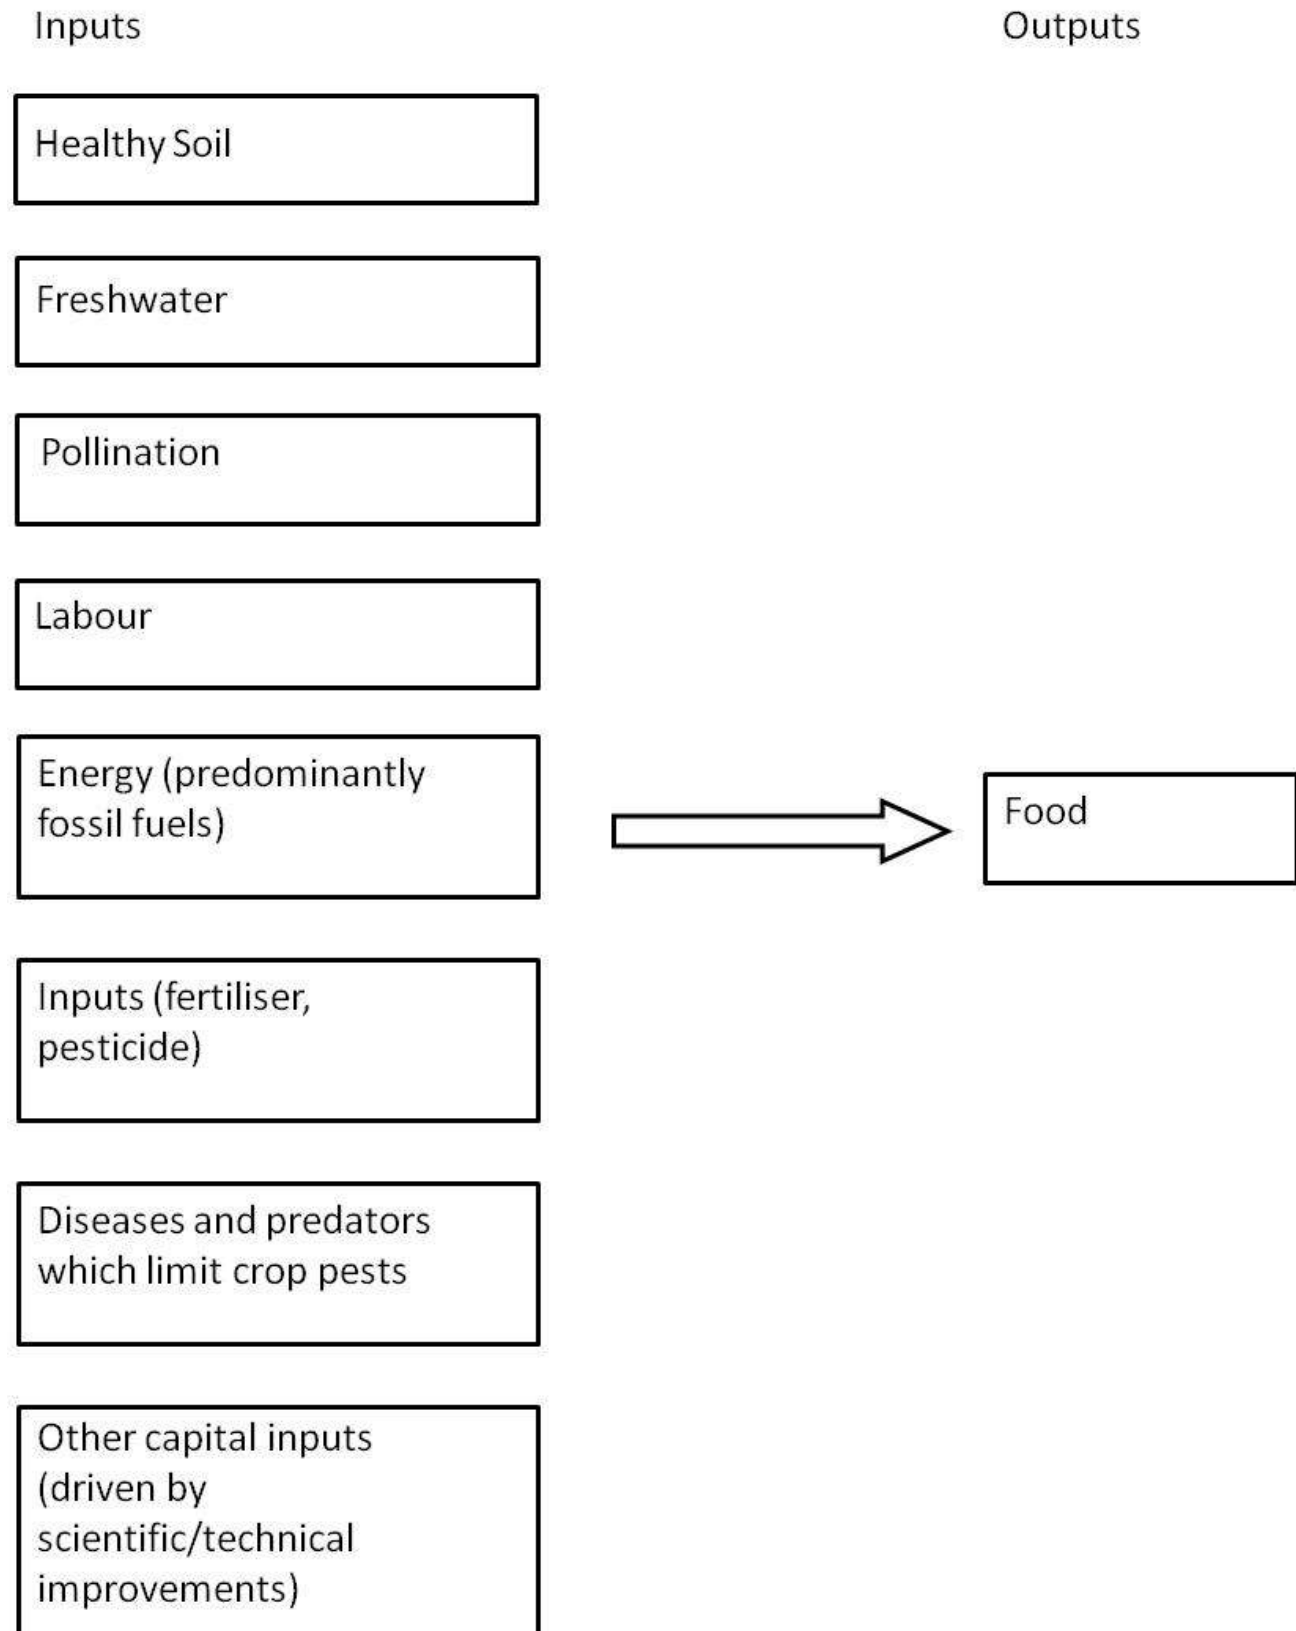 Inputs
Outputs
Healthy Soil
Freshwater
Pollination
Labour
Energy (predominantly
fossil fuels)
Food
Inputs (fertiliser,
pesticide)
Diseases and predators
which limit crop pests
Other capital inputs
(driven by
scientific/technical
improvements)